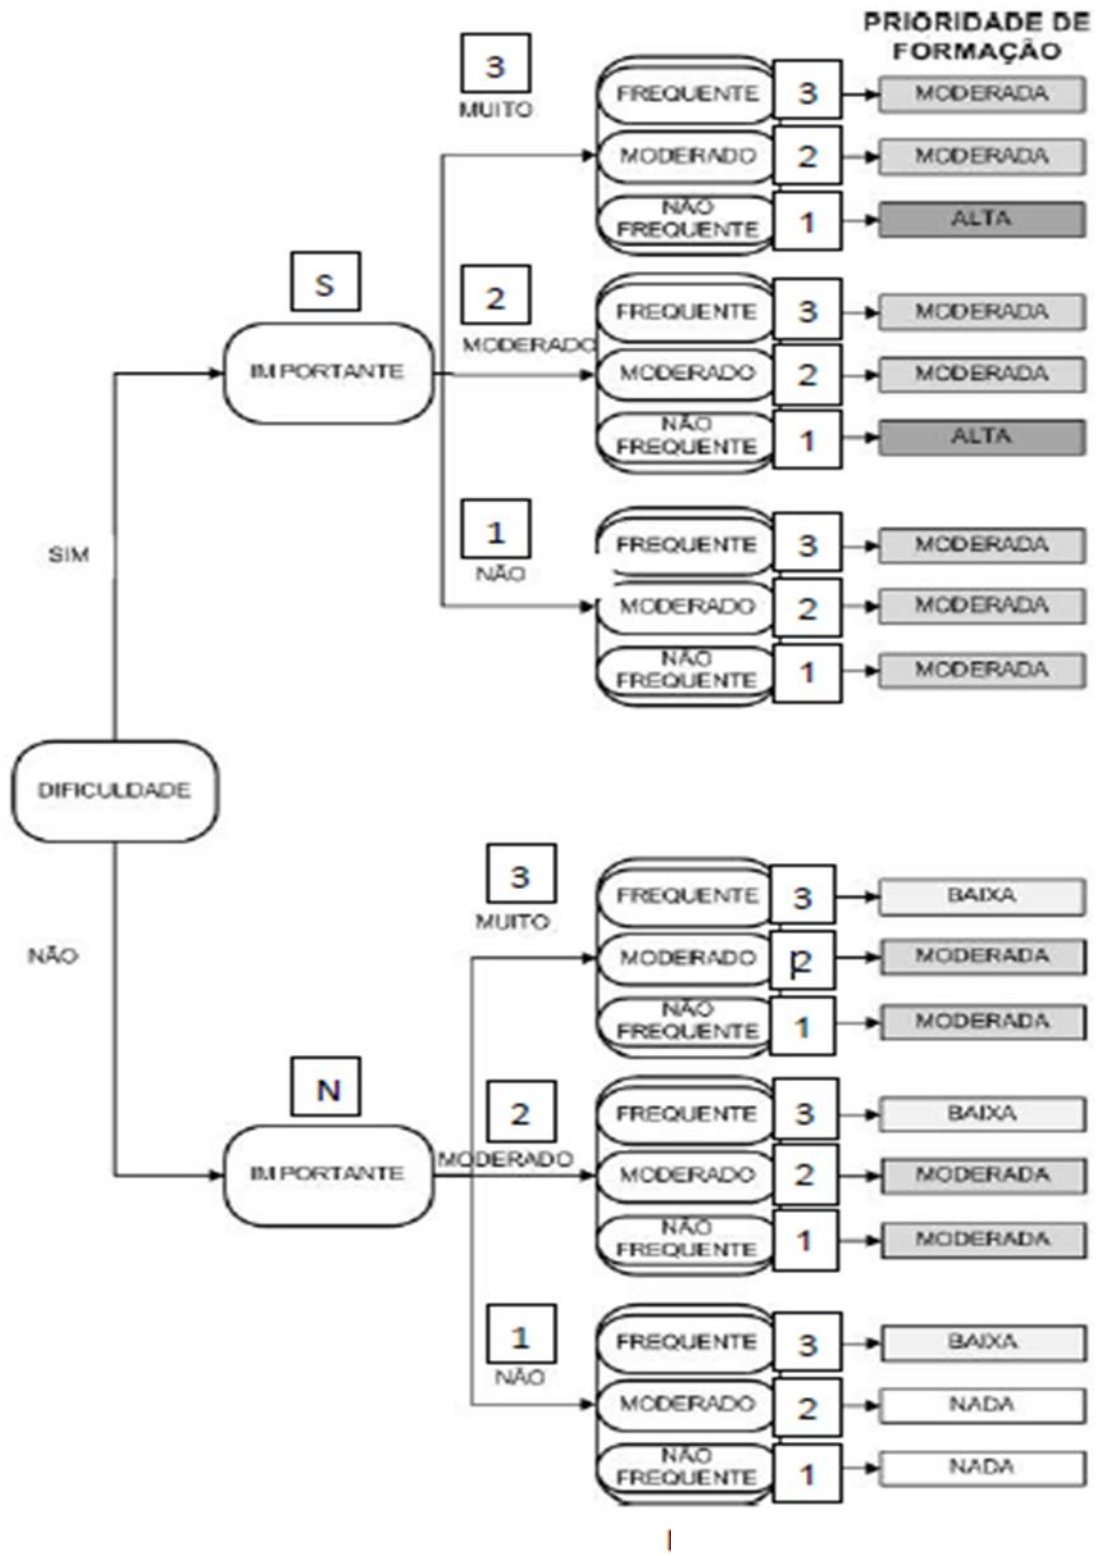 PRIORIDADE DE
FORMAÇÃO
3
MUITO
FREQUENTE 3 MODERADA
MODERADO 2 MODERADA
NÃO
FREQUENTE 1 ALTA
S
IMPORTANTE
2
MODERADO
FREQUENTE 3 MODERADA
MODERADO 2 MODERADA
NÃO
FREQUENTE 1 ALTA
1
NÃO
FREQUENTE 3 MODERADA
MODERADO 2 MODERADA
NÃO
FREQUENTE 1 MODERADA
SIM
DIFICULDADE
NÃO
3
MUITO
FREQUENTE 3 BAIXA
MODERADO 2 MODERADA
NÃO
FREQUENTE 1 MODERADA
N
IMPORTANTE
2
MODERADO
FREQUENTE 3 BAIXA
MODERADO 2 MODERADA
NÃO
FREQUENTE 1 MODERADA
1
NÃO
FREQUENTE 3 BAIXA
MODERADO 2 NADA
NÃO
FREQUENTE 1 NADA